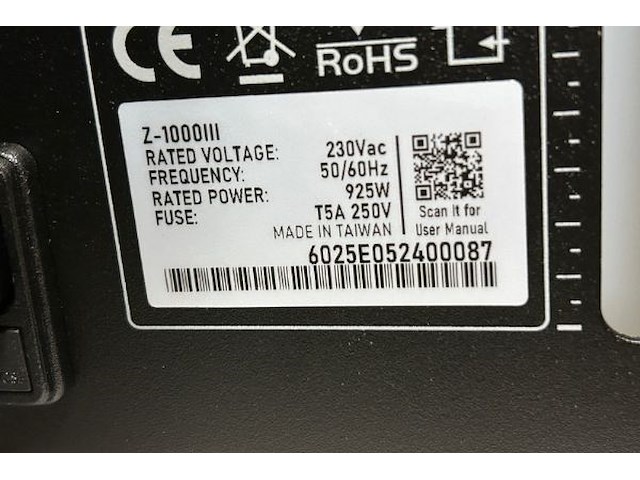 CE
RoHS
Z-1000III
RATED VOLTAGE: 230Vac
FREQUENCY: 50/60Hz
RATED POWER: 925W
FUSE: T5A 250V
MADE IN TAIWAN
6025E052400087
Scan It for
User Manual